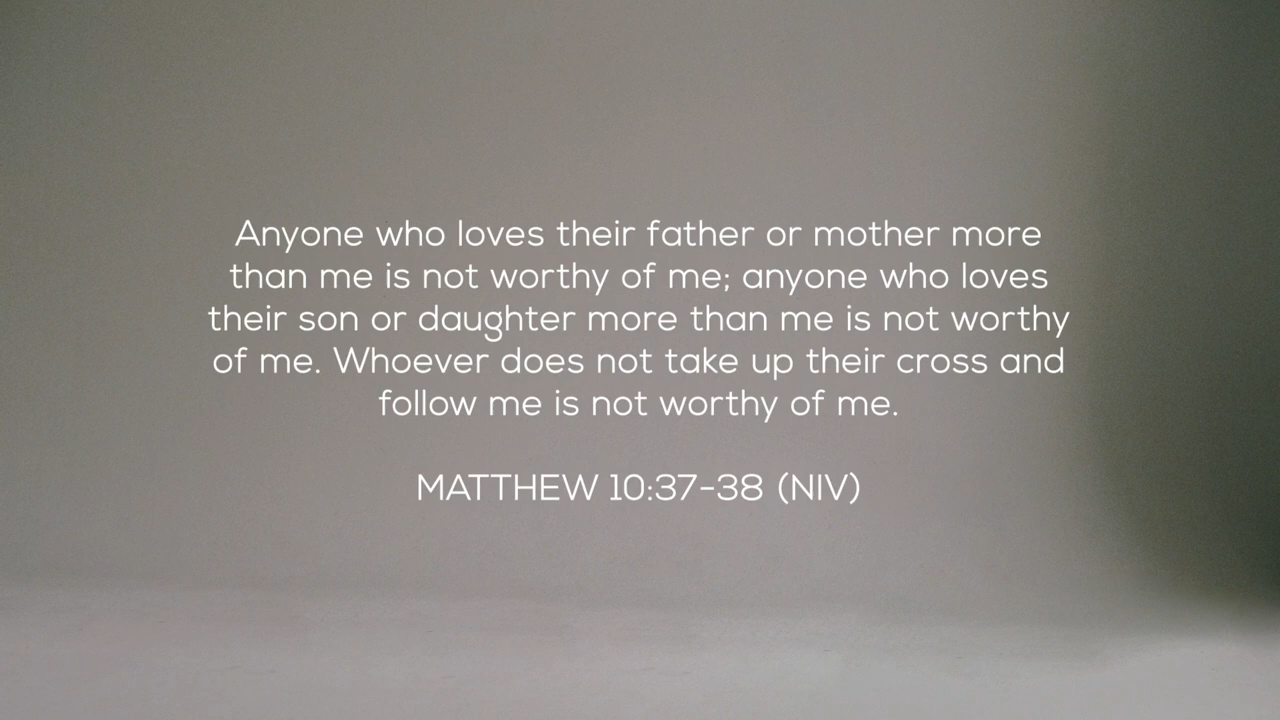 Anyone who loves their father or mother more
than me is not worthy of me; anyone who loves
their son or daughter more than me is not worthy
of me. Whoever does not take up their cross and
follow me is not worthy of me.
MATTHEW 10:37-38 (NIV)